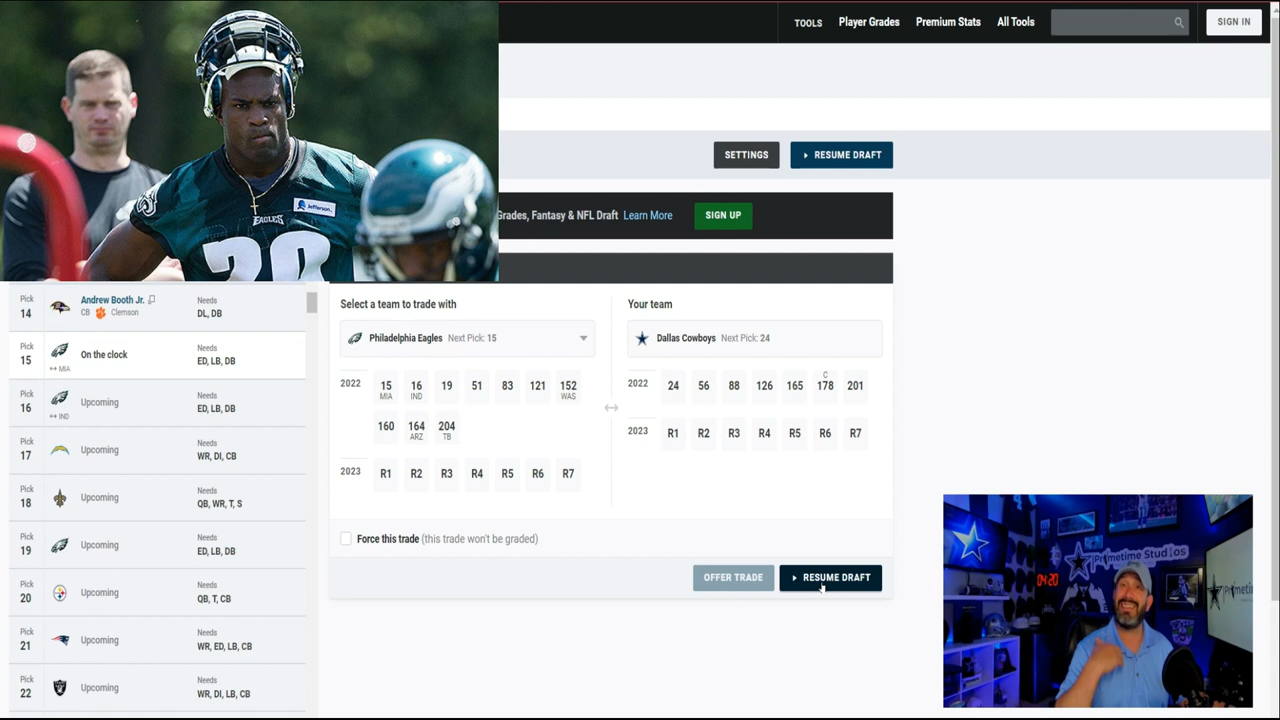 TOOLS Player Grades Premium Stats All Tools SIGN IN
SETTINGS RESUME DRAFT
Grades, Fantasy & NFL Draft Learn More SIGN UP
Jefferson.
EAGLES
Pick 14 Andrew Booth Jr. CB Clemson Needs DL, DB
Pick 15 MIA On the clock Needs ED, LB, DB
Pick 16 IND Upcoming Needs ED, LB, DB
Pick 17 Upcoming Needs WR, DI, CB
Pick 18 Upcoming Needs QB, WR, T, S
Pick 19 Upcoming Needs ED, LB, DB
Pick 20 Upcoming Needs QB, T, CB
Pick 21 Upcoming Needs WR, ED, LB, CB
Pick 22 Upcoming Needs WR, DI, LB, CB
Select a team to trade with
Philadelphia Eagles Next Pick: 15
2022 15 MIA 16 IND 19 51 83 121 152 WAS
160 164 ARZ 204 TB
2023 R1 R2 R3 R4 R5 R6 R7
Your team
Dallas Cowboys Next Pick: 24
2022 24 56 88 126 165 C 178 201
2023 R1 R2 R3 R4 R5 R6 R7
Force this trade (this trade won't be graded)
OFFER TRADE RESUME DRAFT
Primetime Studios
04:20